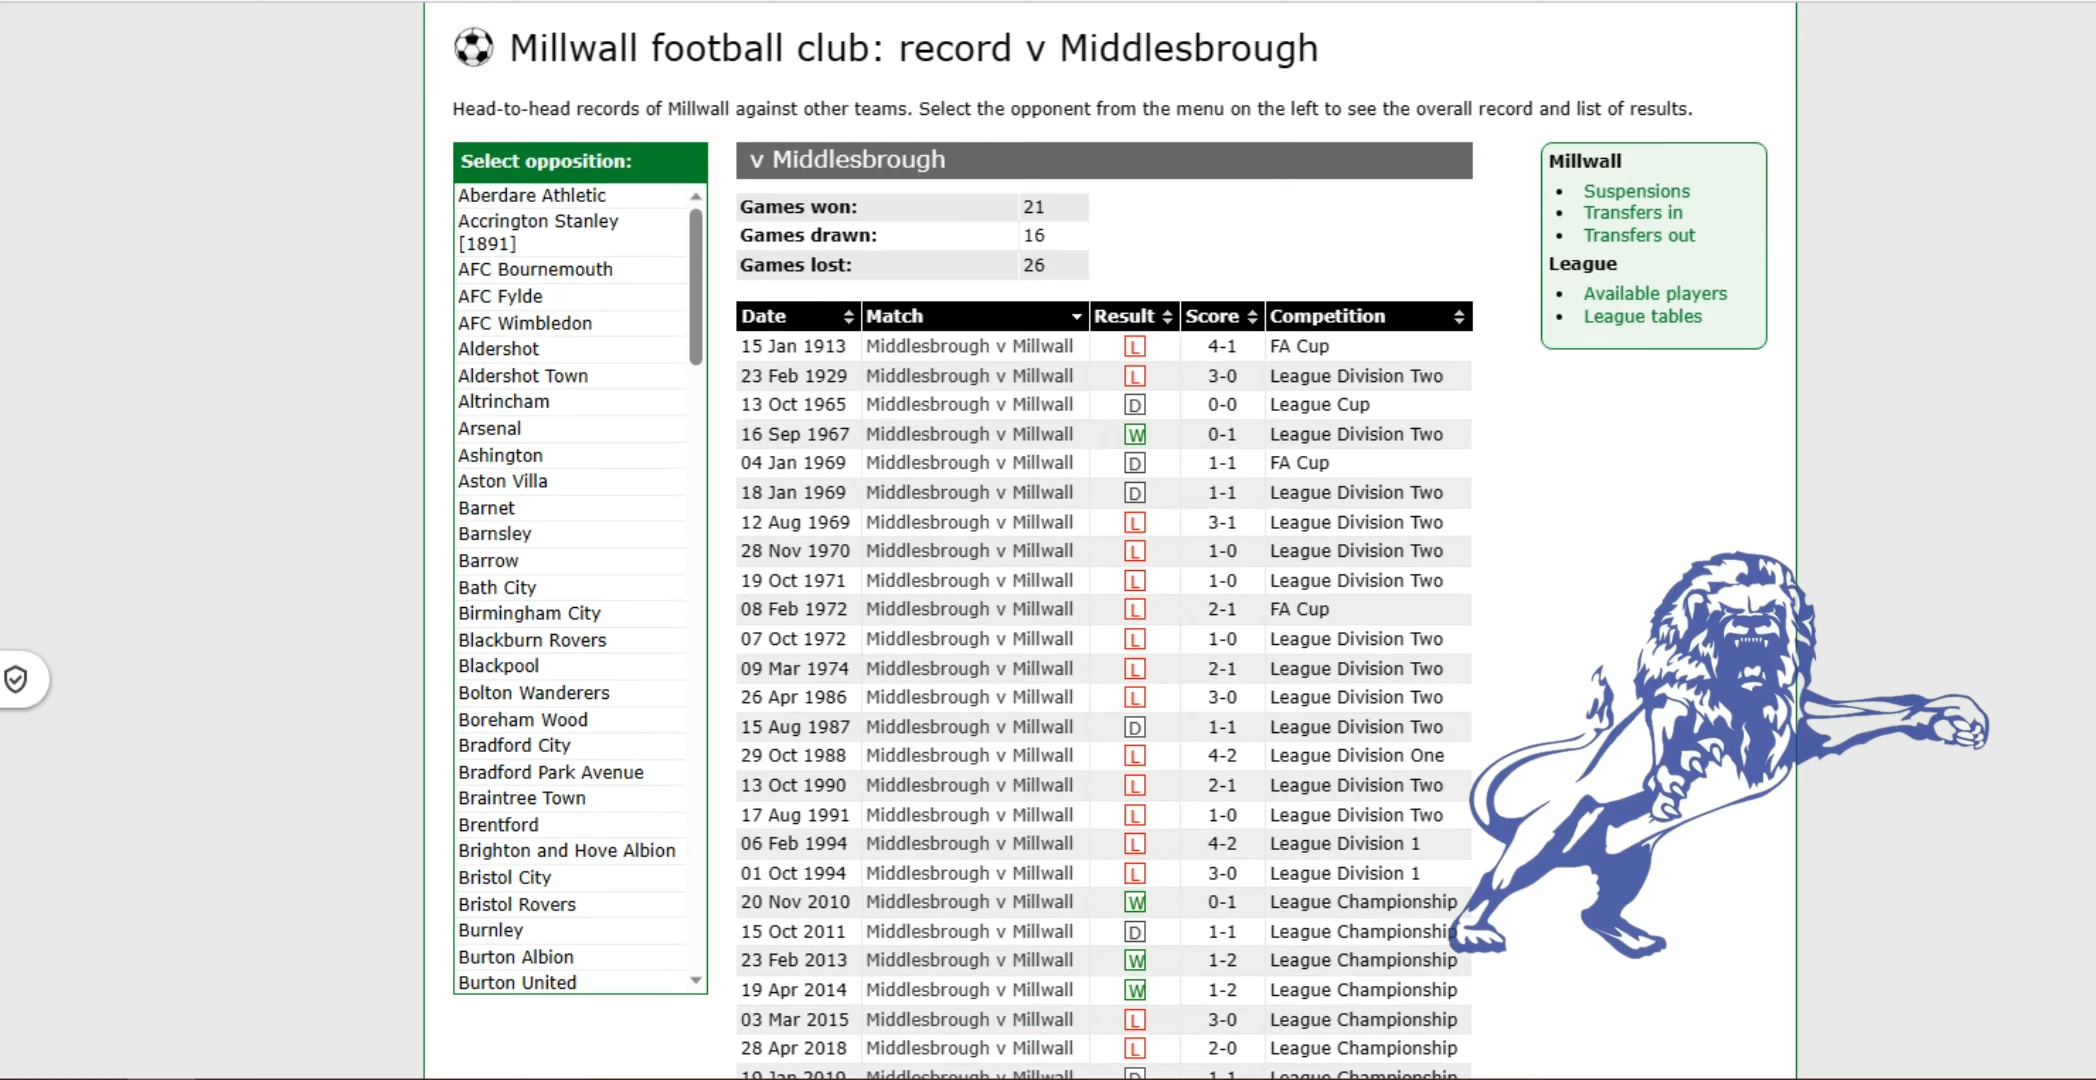 Millwall football club: record v Middlesbrough
Head-to-head records of Millwall against other teams. Select the opponent from the menu on the left to see the overall record and list of results.
Select opposition:
Aberdare Athletic
Accrington Stanley
[1891]
AFC Bournemouth
AFC Fylde
AFC Wimbledon
Aldershot
Aldershot Town
Altrincham
Arsenal
Ashington
Aston Villa
Barnet
Barnsley
Barrow
Bath City
Birmingham City
Blackburn Rovers
Blackpool
Bolton Wanderers
Boreham Wood
Bradford City
Bradford Park Avenue
Braintree Town
Brentford
Brighton and Hove Albion
Bristol City
Bristol Rovers
Burnley
Burton Albion
Burton United
v Middlesbrough
Games won: 21
Games drawn: 16
Games lost: 26
Date Match Result Score Competition
15 Jan 1913 Middlesbrough v Millwall L 4-1 FA Cup
23 Feb 1929 Middlesbrough v Millwall L 3-0 League Division Two
13 Oct 1965 Middlesbrough v Millwall D 0-0 League Cup
16 Sep 1967 Middlesbrough v Millwall W 0-1 League Division Two
04 Jan 1969 Middlesbrough v Millwall D 1-1 FA Cup
18 Jan 1969 Middlesbrough v Millwall D 1-1 League Division Two
12 Aug 1969 Middlesbrough v Millwall L 3-1 League Division Two
28 Nov 1970 Middlesbrough v Millwall L 1-0 League Division Two
19 Oct 1971 Middlesbrough v Millwall L 1-0 League Division Two
08 Feb 1972 Middlesbrough v Millwall L 2-1 FA Cup
07 Oct 1972 Middlesbrough v Millwall L 1-0 League Division Two
09 Mar 1974 Middlesbrough v Millwall L 2-1 League Division Two
26 Apr 1986 Middlesbrough v Millwall L 3-0 League Division Two
15 Aug 1987 Middlesbrough v Millwall D 1-1 League Division Two
29 Oct 1988 Middlesbrough v Millwall L 4-2 League Division One
13 Oct 1990 Middlesbrough v Millwall L 2-1 League Division Two
17 Aug 1991 Middlesbrough v Millwall L 1-0 League Division Two
06 Feb 1994 Middlesbrough v Millwall L 4-2 League Division 1
01 Oct 1994 Middlesbrough v Millwall L 3-0 League Division 1
20 Nov 2010 Middlesbrough v Millwall W 0-1 League Championship
15 Oct 2011 Middlesbrough v Millwall D 1-1 League Championship
23 Feb 2013 Middlesbrough v Millwall W 1-2 League Championship
19 Apr 2014 Middlesbrough v Millwall W 1-2 League Championship
03 Mar 2015 Middlesbrough v Millwall L 3-0 League Championship
28 Apr 2018 Middlesbrough v Millwall L 2-0 League Championship
19 Jan 2019 Middlesbrough v Millwall D 1-1 League Championship
Millwall
Suspensions
Transfers in
Transfers out
League
Available players
League tables